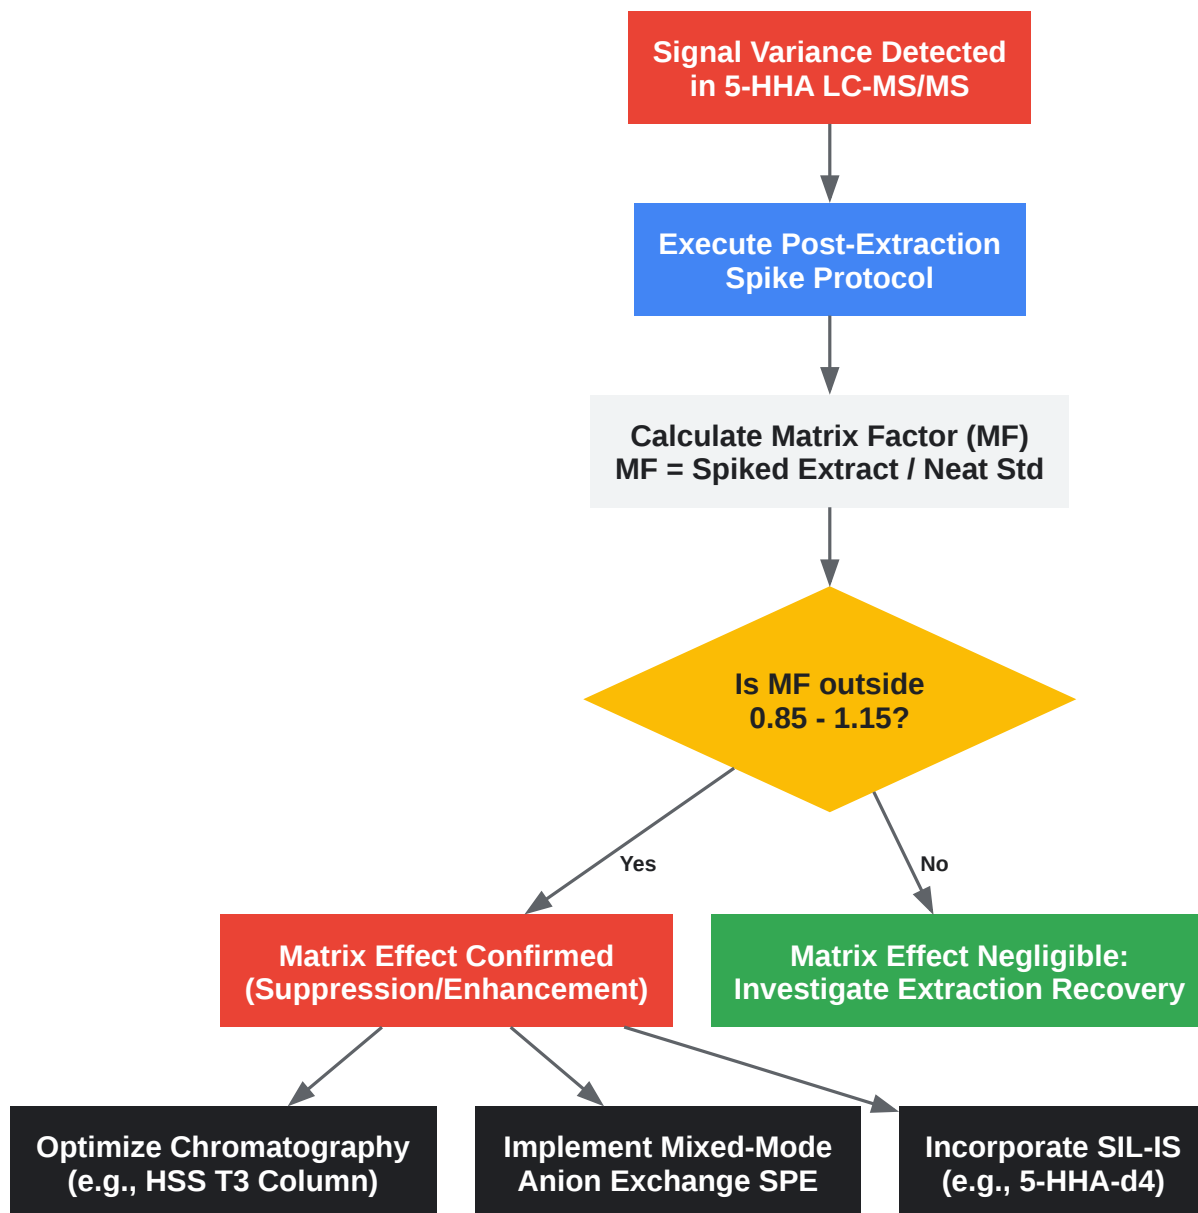 Signal Variance Detected
in 5-HHA LC-MS/MS
Execute Post-Extraction
Spike Protocol
Calculate Matrix Factor (MF)
MF = Spiked Extract / Neat Std
Is MF outside
0.85 - 1.15?
Yes
No
Matrix Effect Confirmed
(Suppression/Enhancement)
Matrix Effect Negligible:
Investigate Extraction Recovery
Optimize Chromatography
(e.g., HSS T3 Column)
Implement Mixed-Mode
Anion Exchange SPE
Incorporate SIL-IS
(e.g., 5-HHA-d4)